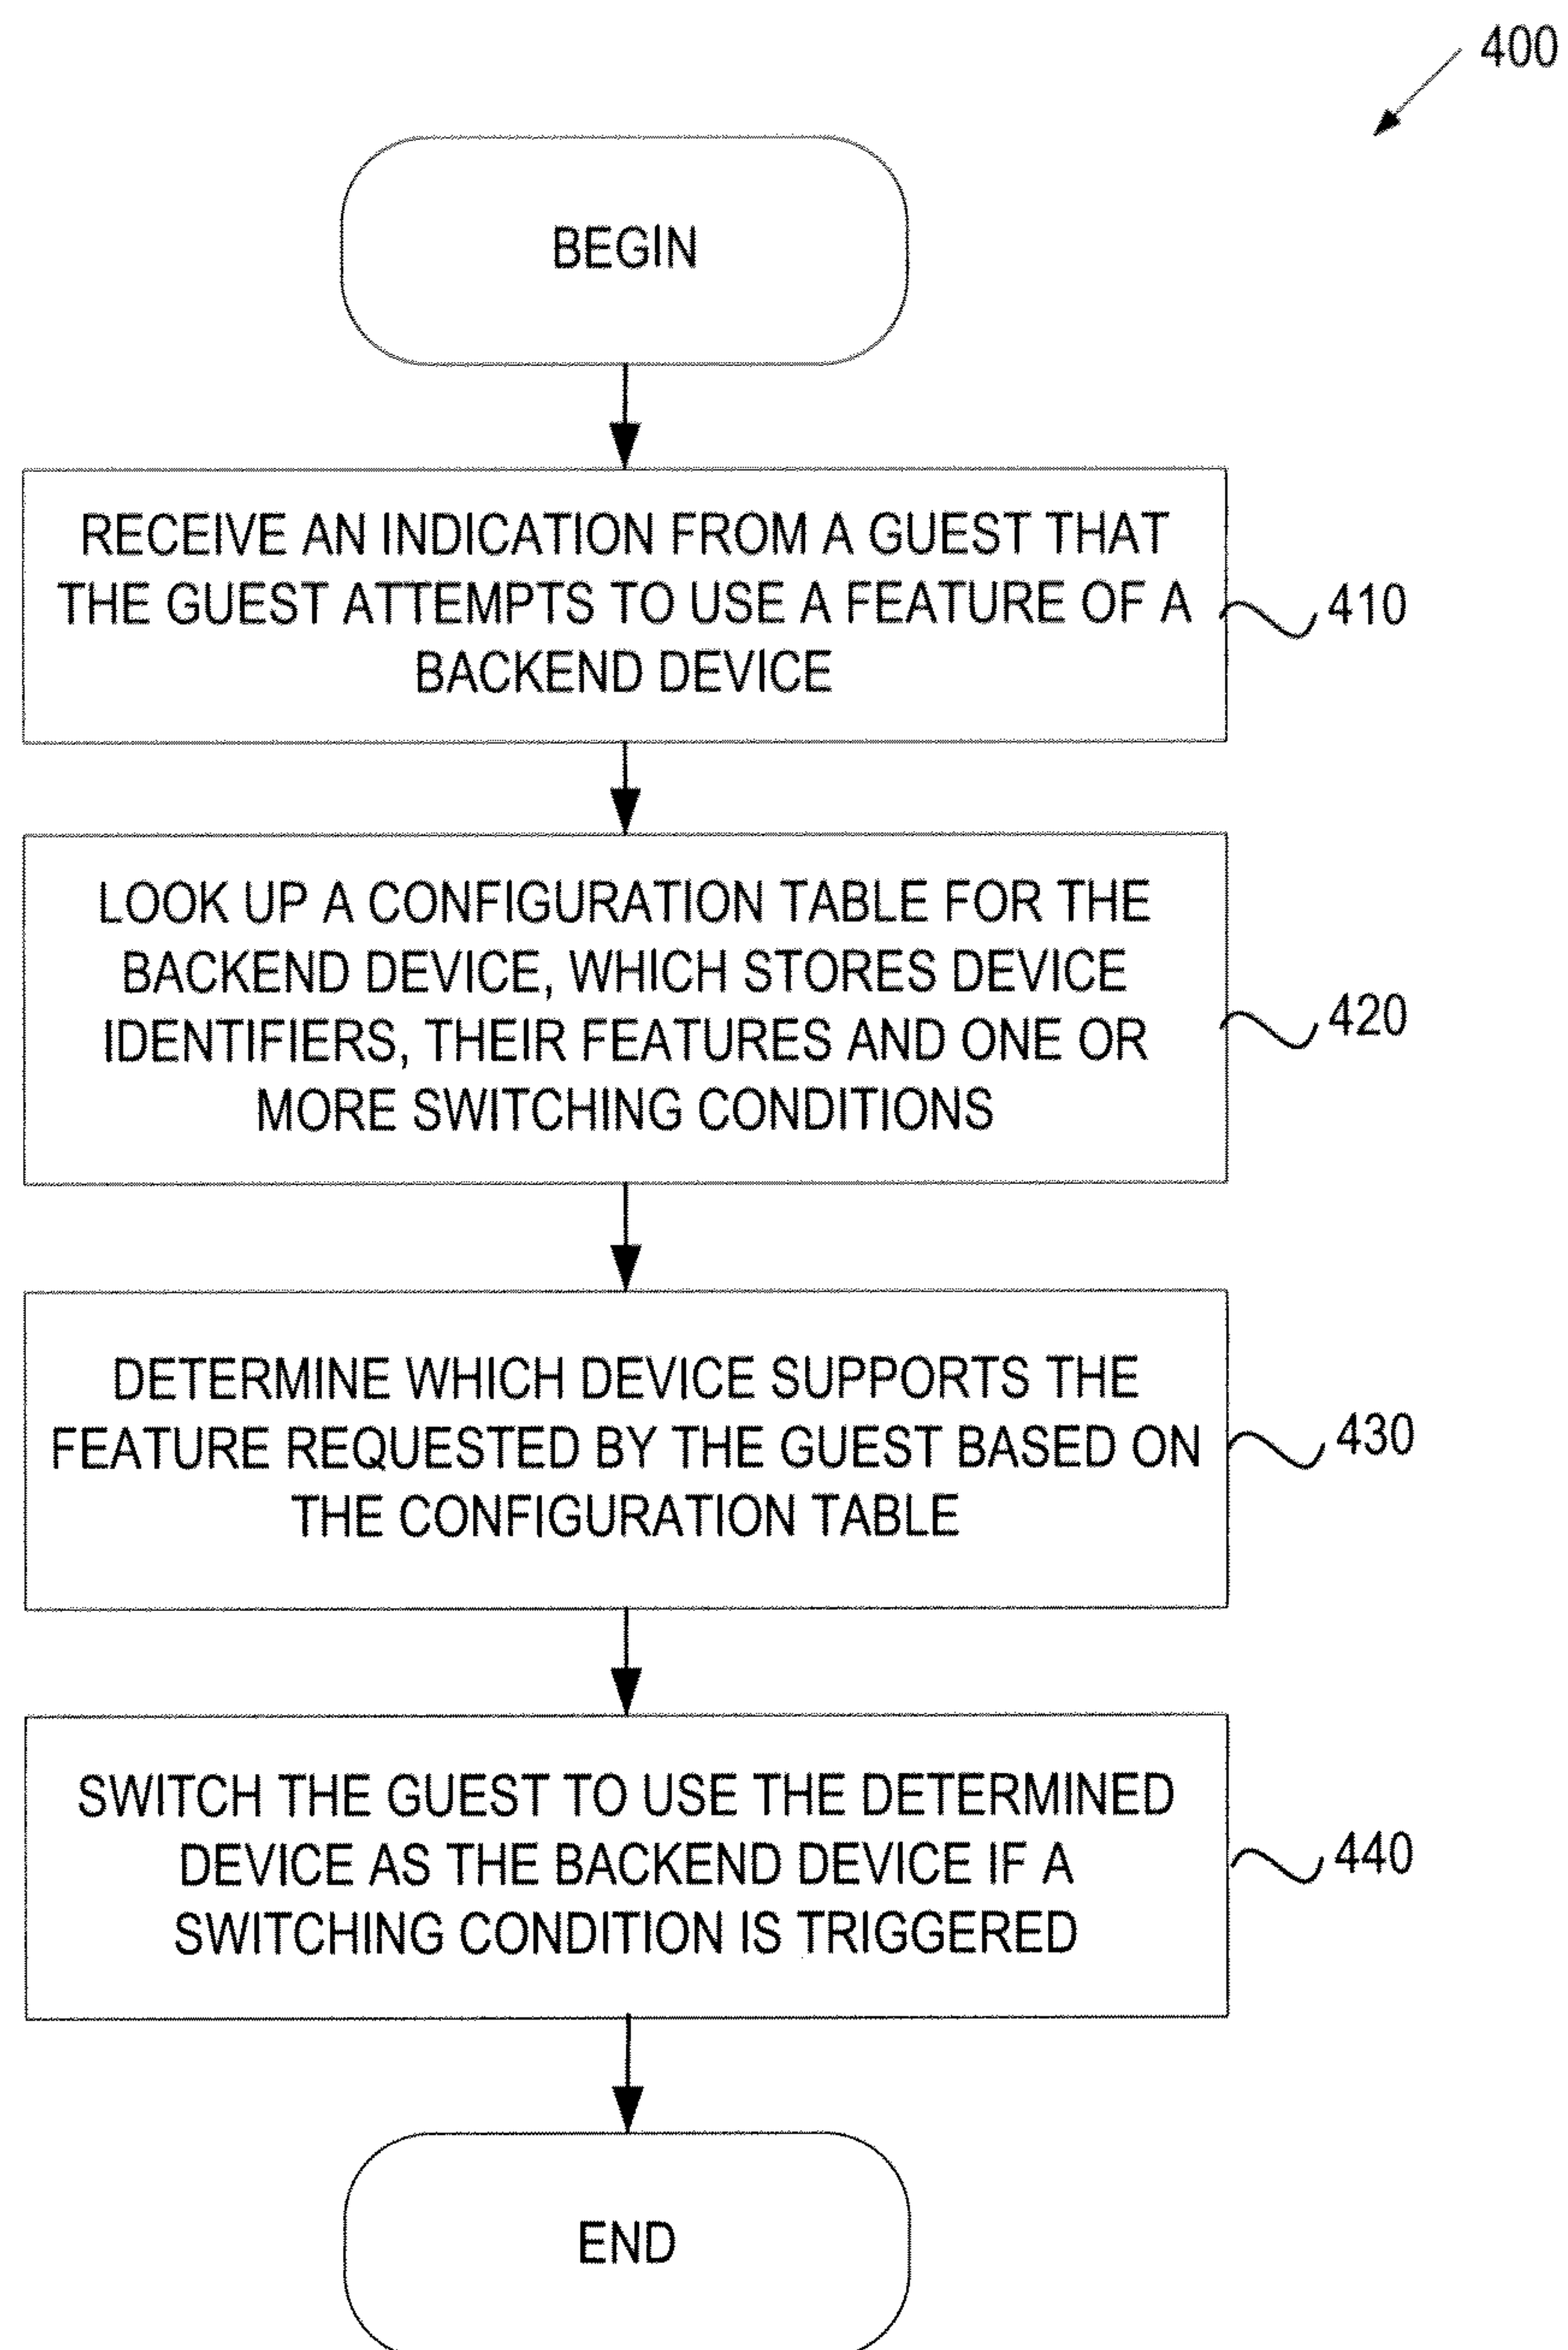 400
BEGIN
RECEIVE AN INDICATION FROM A GUEST THAT
THE GUEST ATTEMPTS TO USE A FEATURE OF A
BACKEND DEVICE
410
LOOK UP A CONFIGURATION TABLE FOR THE
BACKEND DEVICE, WHICH STORES DEVICE
IDENTIFIERS, THEIR FEATURES AND ONE OR
MORE SWITCHING CONDITIONS
420
DETERMINE WHICH DEVICE SUPPORTS THE
FEATURE REQUESTED BY THE GUEST BASED ON
THE CONFIGURATION TABLE
430
SWITCH THE GUEST TO USE THE DETERMINED
DEVICE AS THE BACKEND DEVICE IF A
SWITCHING CONDITION IS TRIGGERED
440
END